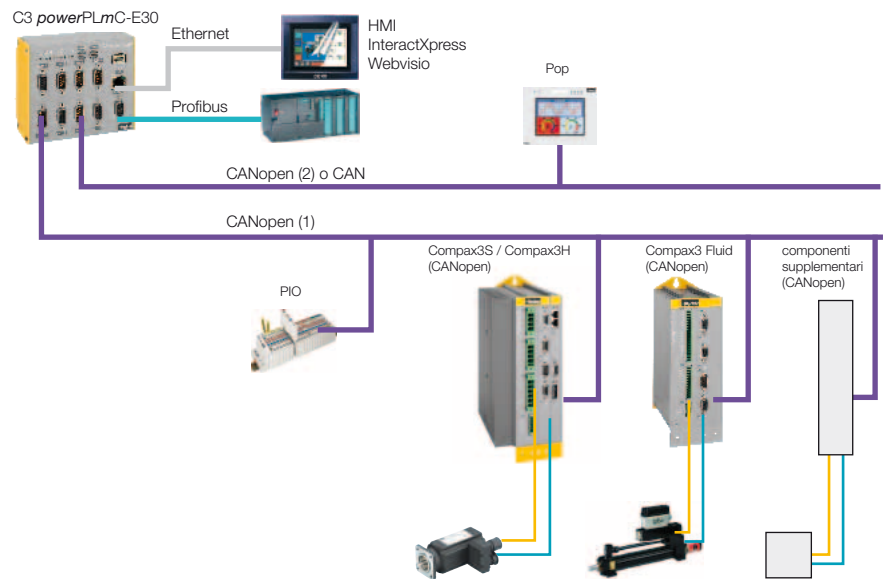 C3 powerPLmC-E30
Ethernet
HMI
InteractXpress
Webvisio
Profibus
Pop
CANopen (2) o CAN
CANopen (1)
Compax3S / Compax3H
(CANopen)
Compax3 Fluid
(CANopen)
componenti
supplementari
(CANopen)
PIO